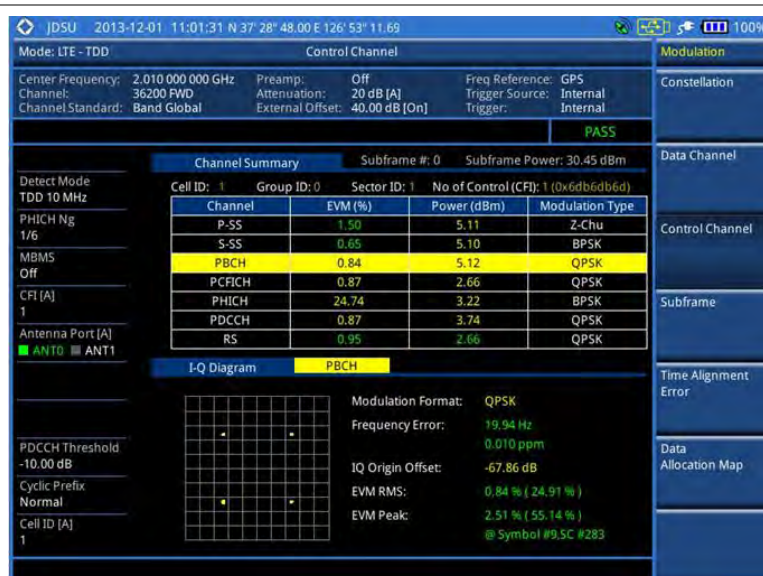 JDSU 2013-12-01 11:01:31 N 37' 28" 48.00 E 126' 53" 11.69 100%
Mode: LTE - TDD Control Channel Modulation
Center Frequency: 2.010 000 000 GHz Preamp: Off Freq Reference: GPS
Channel: 36200 FWD Attenuation: 20 dB [A] Trigger Source: Internal
Channel Standard: Band Global External Offset: 40.00 dB [On] Trigger: Internal
Constellation
PASS
Channel Summary Subframe #: 0 Subframe Power: 30.45 dBm
Data Channel
Detect Mode
TDD 10 MHz
Cell ID: 1 Group ID: 0 Sector ID: 1 No of Control (CFI): 1 (0x6db6db6d)
Channel EVM (%) Power (dBm) Modulation Type
P-SS 1.50 5.11 Z-Chu
S-SS 0.65 5.10 BPSK
PBCH 0.84 5.12 QPSK
PCFICH 0.87 2.66 QPSK
PHICH 24.74 3.22 BPSK
PDCCH 0.87 3.74 QPSK
RS 0.95 2.66 QPSK
PHICH Ng
1/6
MBMS
Off
CFI [A]
1
Antenna Port [A]
ANT0 ANT1
Control Channel
Subframe
I-Q Diagram PBCH
Modulation Format: QPSK
Frequency Error: 19.94 Hz
0.010 ppm
IQ Origin Offset: -67.86 dB
EVM RMS: 0.84 % ( 24.91 % )
EVM Peak: 2.51 % ( 55.14 % )
@ Symbol #9,SC #283
PDCCH Threshold
-10.00 dB
Cyclic Prefix
Normal
Cell ID [A]
1
Time Alignment
Error
Data
Allocation Map